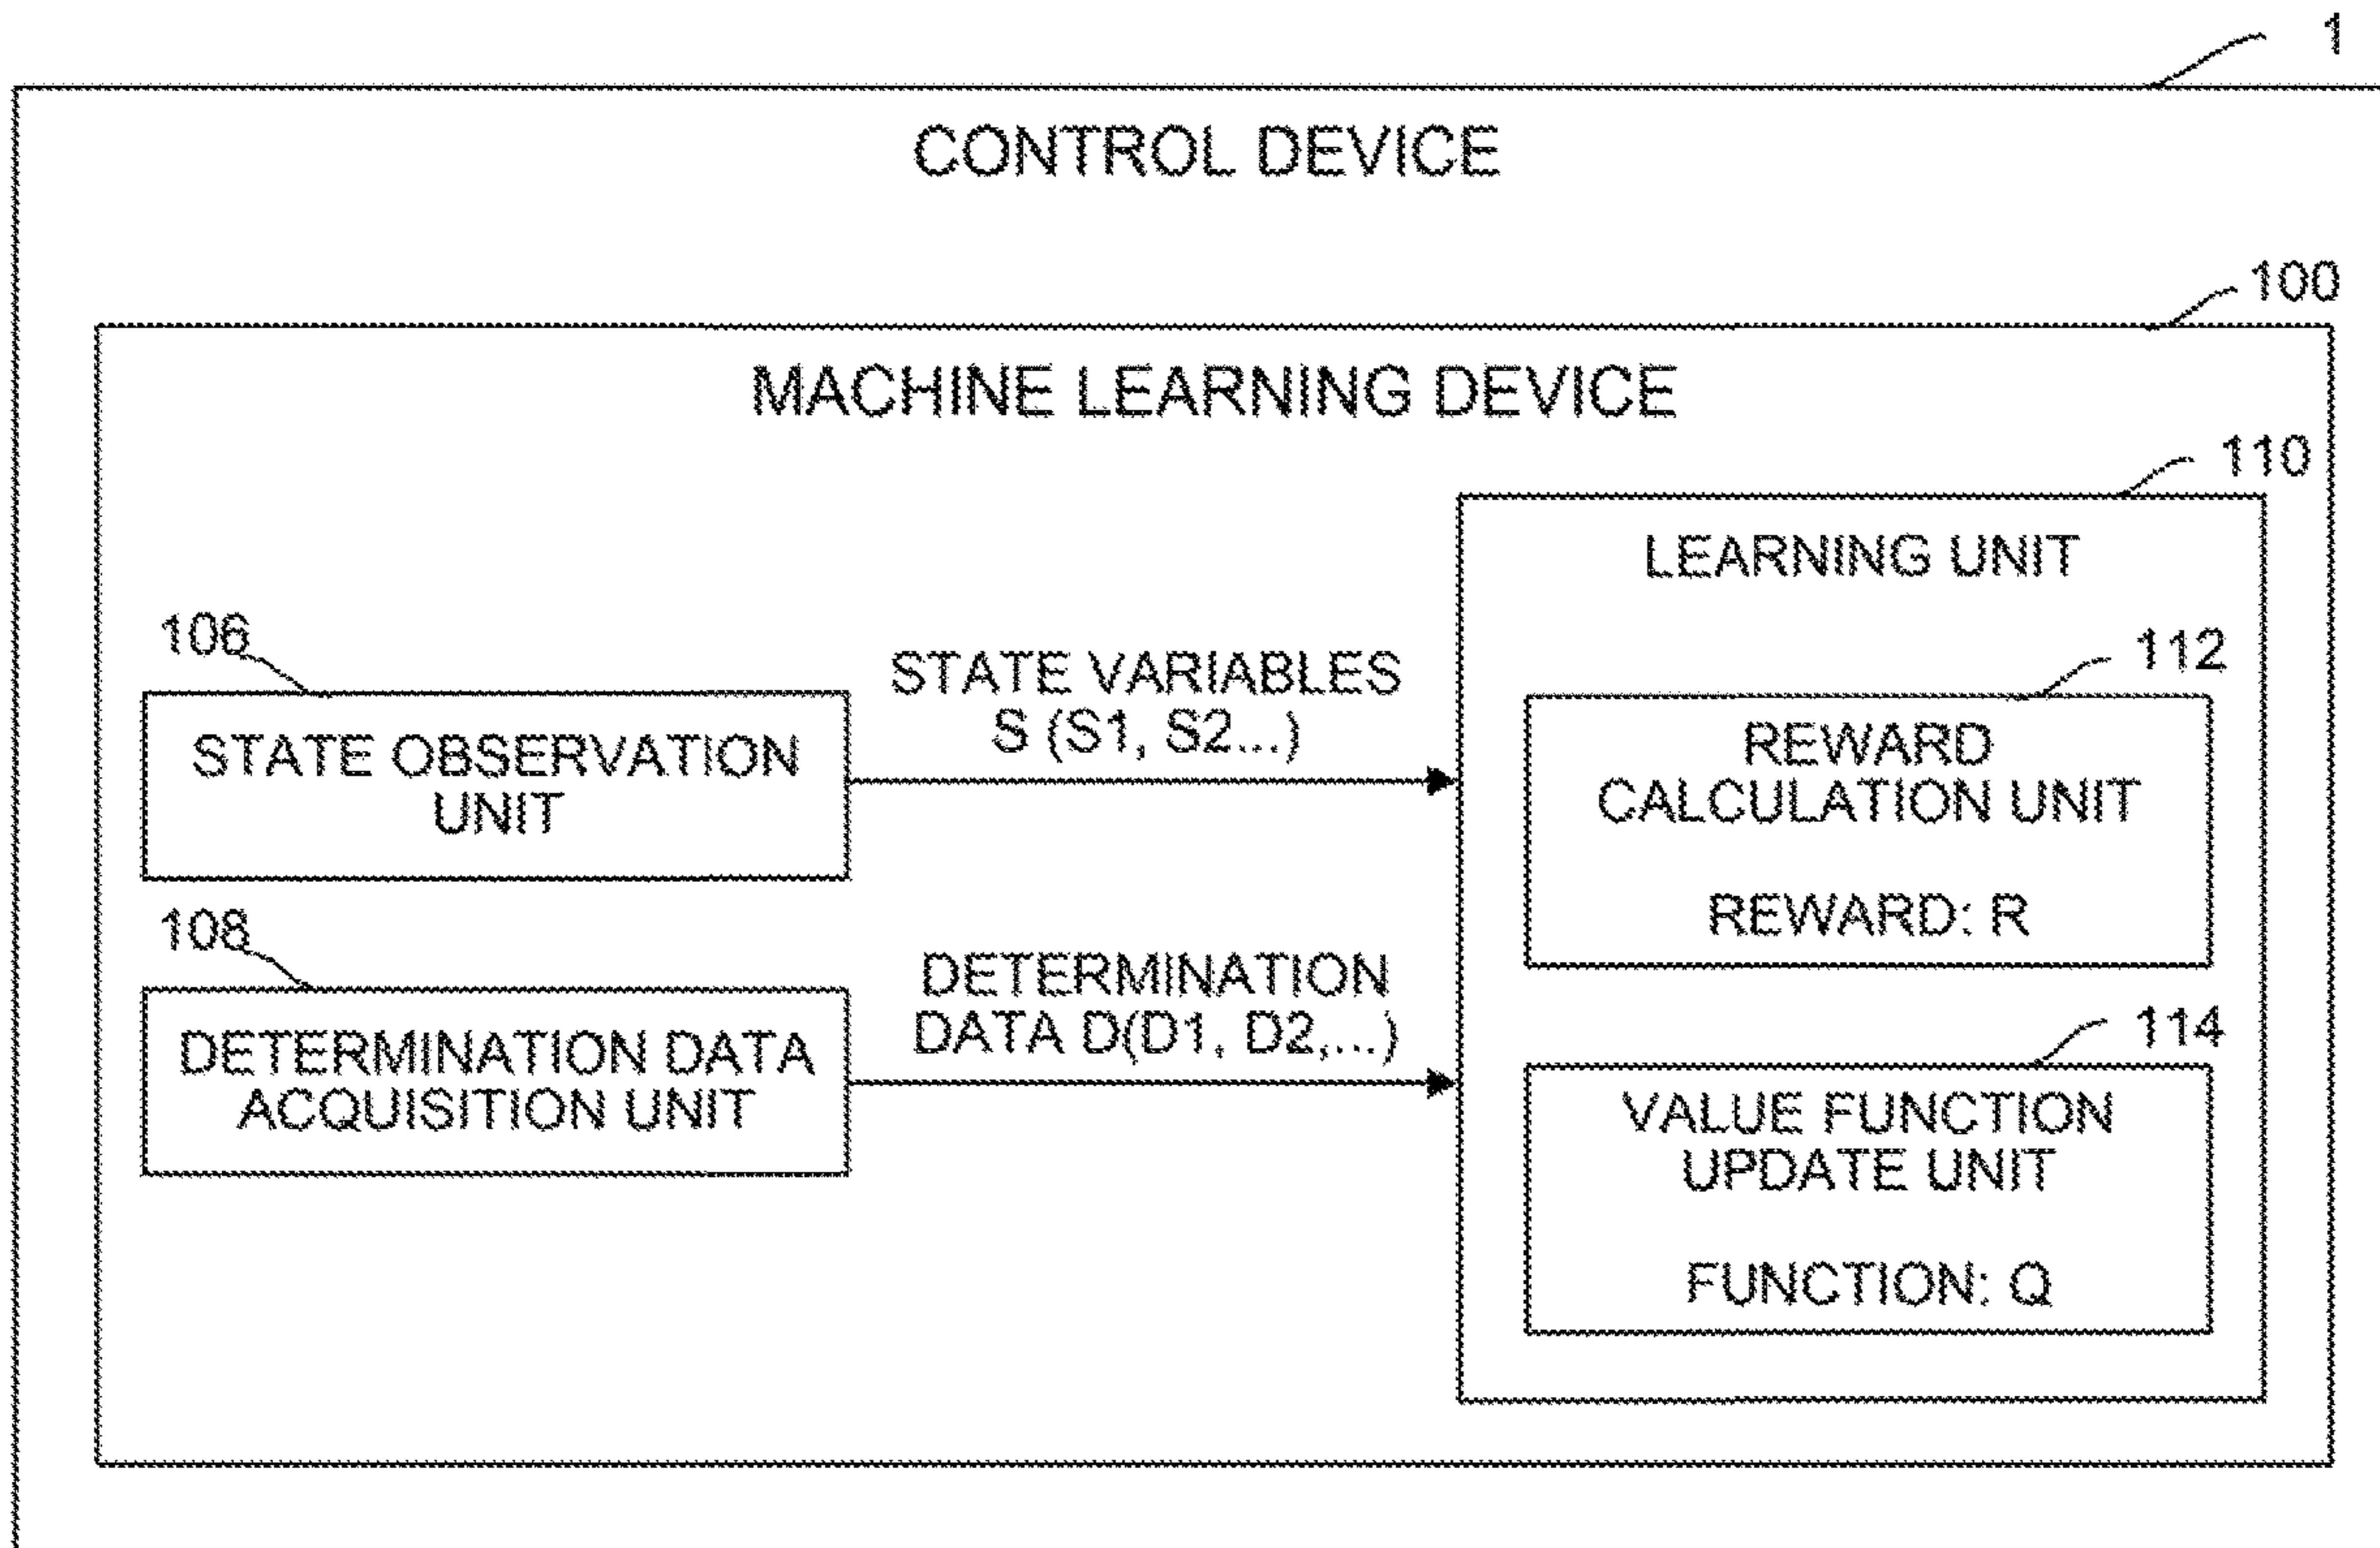 1
CONTROL DEVICE
100
MACHINE LEARNING DEVICE
110
LEARNING UNIT
106
STATE OBSERVATION
UNIT
STATE VARIABLES
S (S1, S2...)
112
REWARD
CALCULATION UNIT
REWARD: R
108
DETERMINATION DATA
ACQUISITION UNIT
DETERMINATION
DATA D(D1, D2,...)
114
VALUE FUNCTION
UPDATE UNIT
FUNCTION: Q